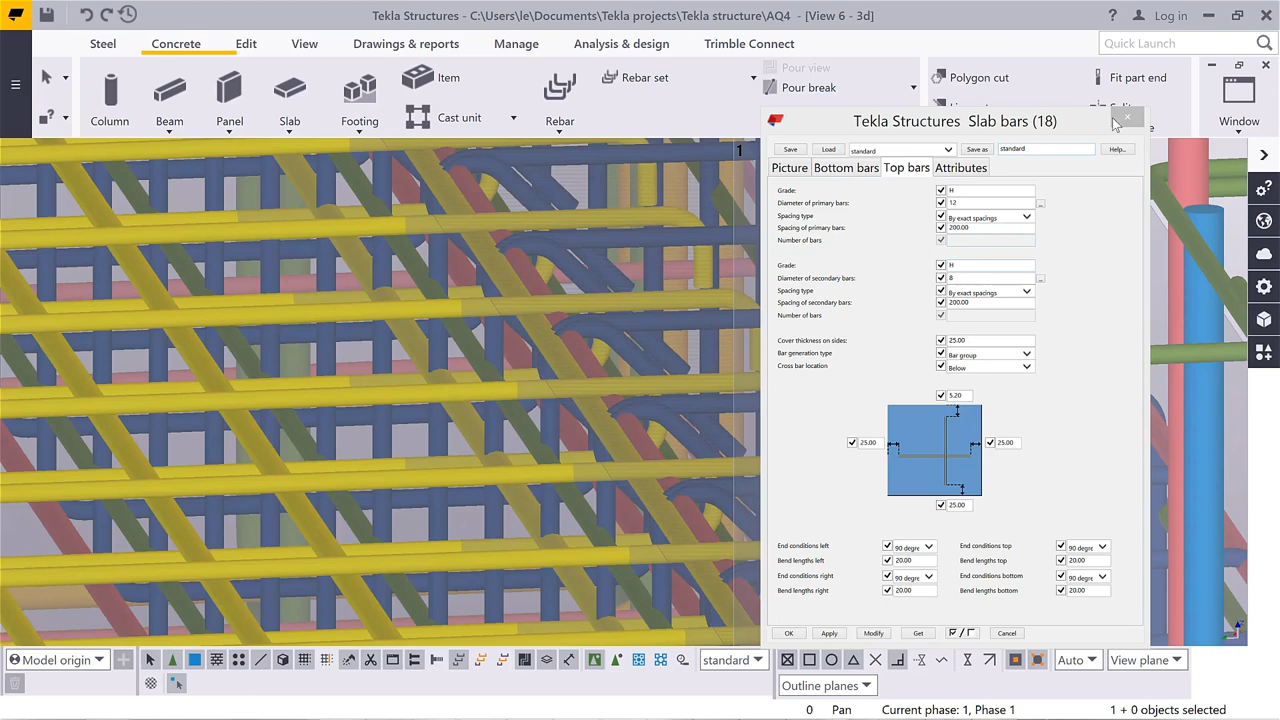 Tekla Structures - C:\Users\le\Documents\Tekla projects\Tekla structure\AQ4 - [View 6 - 3d]
? Log in
Steel Concrete Edit View Drawings & reports Manage Analysis & design Trimble Connect
Quick Launch
Item
Cast unit
Rebar set
Pour view
Pour break
Polygon cut
Fit part end
Column Beam Panel Slab Footing Rebar Window
1
Tekla Structures Slab bars (18)
Save Load standard Save as standard Help...
Picture Bottom bars Top bars Attributes
Grade: H
Diameter of primary bars: 12 ...
Spacing type By exact spacings
Spacing of primary bars: 200.00
Number of bars
Grade: H
Diameter of secondary bars: 8 ...
Spacing type By exact spacings
Spacing of secondary bars: 200.00
Number of bars
Cover thickness on sides: 25.00
Bar generation type Bar group
Cross bar location Below
5.20
25.00 25.00
25.00
End conditions left 90 degre End conditions top 90 degre
Bend lengths left 20.00 Bend lengths top 20.00
End conditions right 90 degre End conditions bottom 90 degre
Bend lengths right 20.00 Bend lengths bottom 20.00
OK Apply Modify Get Cancel
Model origin standard Auto View plane
Outline planes
0 Pan Current phase: 1, Phase 1 1 + 0 objects selected